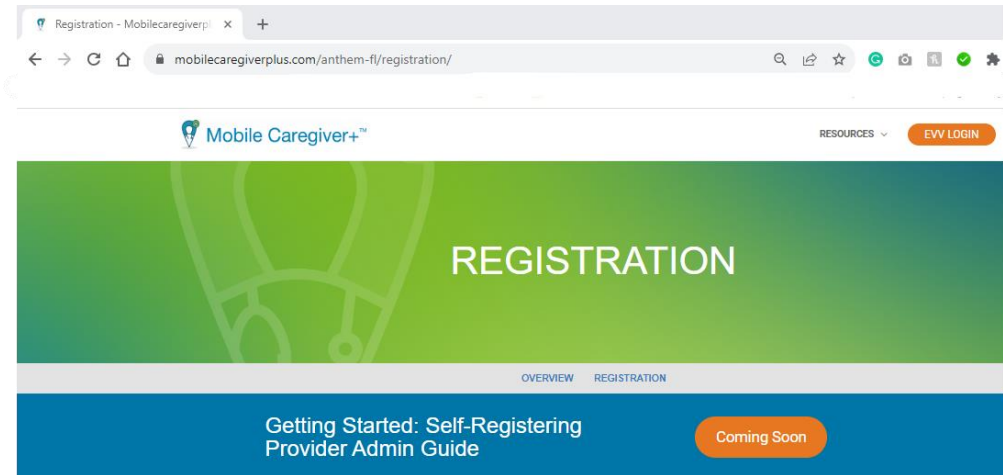 Registration - Mobilecaregiverpl
mobilecaregiverplus.com/anthem-fl/registration/
Mobile Caregiver+™
RESOURCES
EVV LOGIN
REGISTRATION
OVERVIEW REGISTRATION
Getting Started: Self-Registering
Provider Admin Guide
Coming Soon